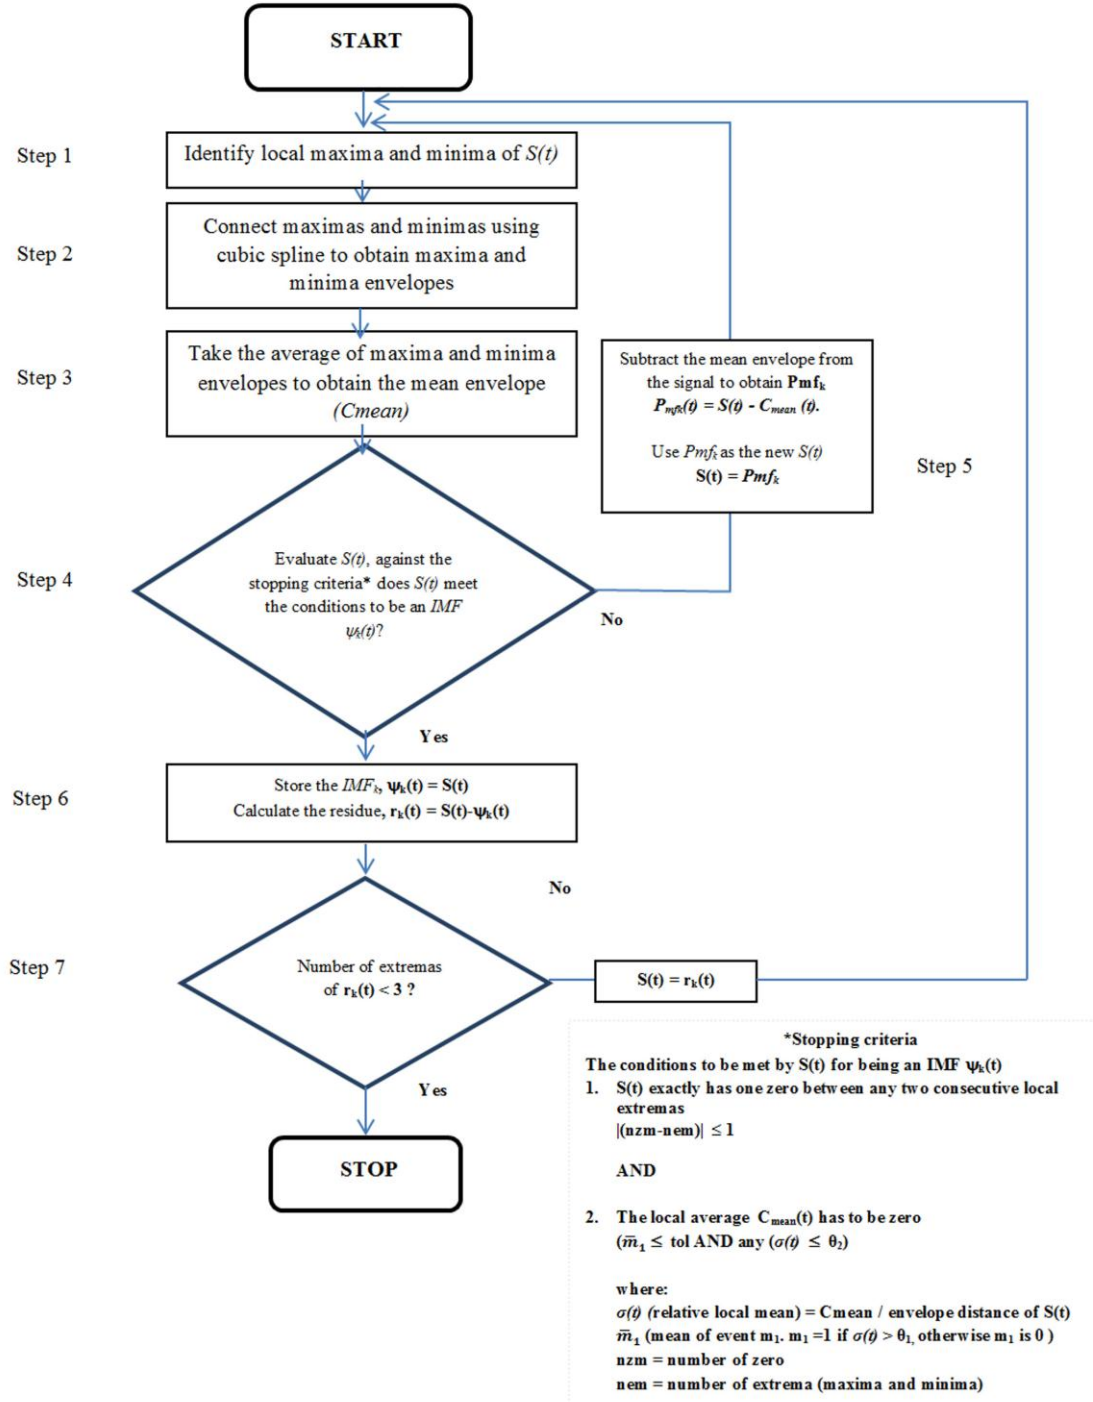 START
Step 1
Identify local maxima and minima of S(t)
Step 2
Connect maximas and minimas using
cubic spline to obtain maxima and
minima envelopes
Step 3
Take the average of maxima and minima
envelopes to obtain the mean envelope
(Cmean)
Subtract the mean envelope from
the signal to obtain Pmfₖ
Pmfk(t) = S(t) - Cmean (t).
Use Pmfₖ as the new S(t)
S(t) = Pmfₖ
Step 5
Step 4
Evaluate S(t), against the
stopping criteria* does S(t) meet
the conditions to be an IMF
ψₖ(t)?
No
Yes
Step 6
Store the IMFₖ, ψₖ(t) = S(t)
Calculate the residue, rₖ(t) = S(t)-ψₖ(t)
No
Step 7
Number of extremas
of rₖ(t) < 3 ?
S(t) = rₖ(t)
Yes
STOP
*Stopping criteria
The conditions to be met by S(t) for being an IMF ψₖ(t)
1. S(t) exactly has one zero between any two consecutive local
extremas
|(nzm-nem)| ≤ 1
AND
2. The local average Cmean(t) has to be zero
(m̅₁ ≤ tol AND any (σ(t) ≤ θ₂)
where:
σ(t) (relative local mean) = Cmean / envelope distance of S(t)
m̅₁ (mean of event m₁. m₁ =1 if σ(t) > θ₁, otherwise m₁ is 0 )
nzm = number of zero
nem = number of extrema (maxima and minima)